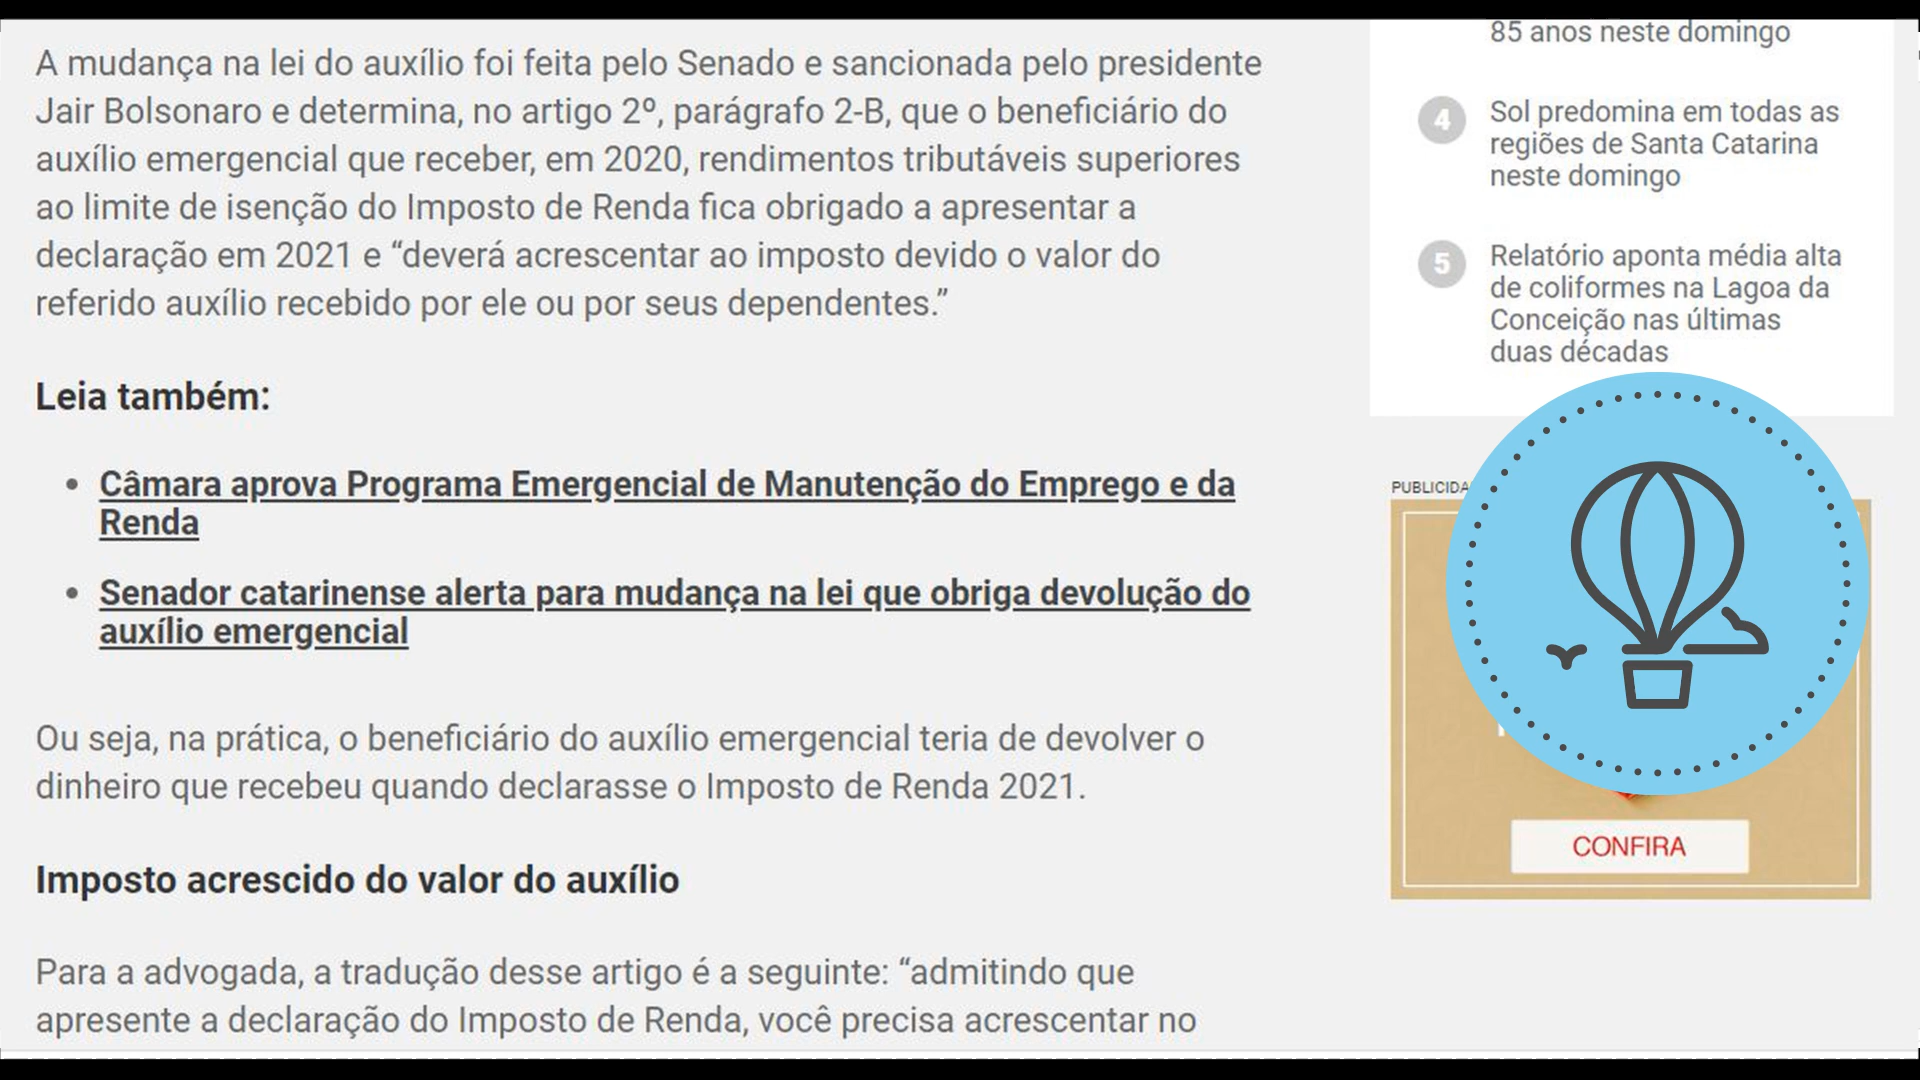 A mudança na lei do auxílio foi feita pelo Senado e sancionada pelo presidente
Jair Bolsonaro e determina, no artigo 2º, parágrafo 2-B, que o beneficiário do
auxílio emergencial que receber, em 2020, rendimentos tributáveis superiores
ao limite de isenção do Imposto de Renda fica obrigado a apresentar a
declaração em 2021 e “deverá acrescentar ao imposto devido o valor do
referido auxílio recebido por ele ou por seus dependentes.”
Leia também:
Câmara aprova Programa Emergencial de Manutenção do Emprego e da
Renda
Senador catarinense alerta para mudança na lei que obriga devolução do
auxílio emergencial
Ou seja, na prática, o beneficiário do auxílio emergencial teria de devolver o
dinheiro que recebeu quando declarasse o Imposto de Renda 2021.
Imposto acrescido do valor do auxílio
Para a advogada, a tradução desse artigo é a seguinte: “admitindo que
apresente a declaração do Imposto de Renda, você precisa acrescentar no
85 anos neste domingo
4 Sol predomina em todas as
regiões de Santa Catarina
neste domingo
5 Relatório aponta média alta
de coliformes na Lagoa da
Conceição nas últimas
duas décadas
CONFIRA